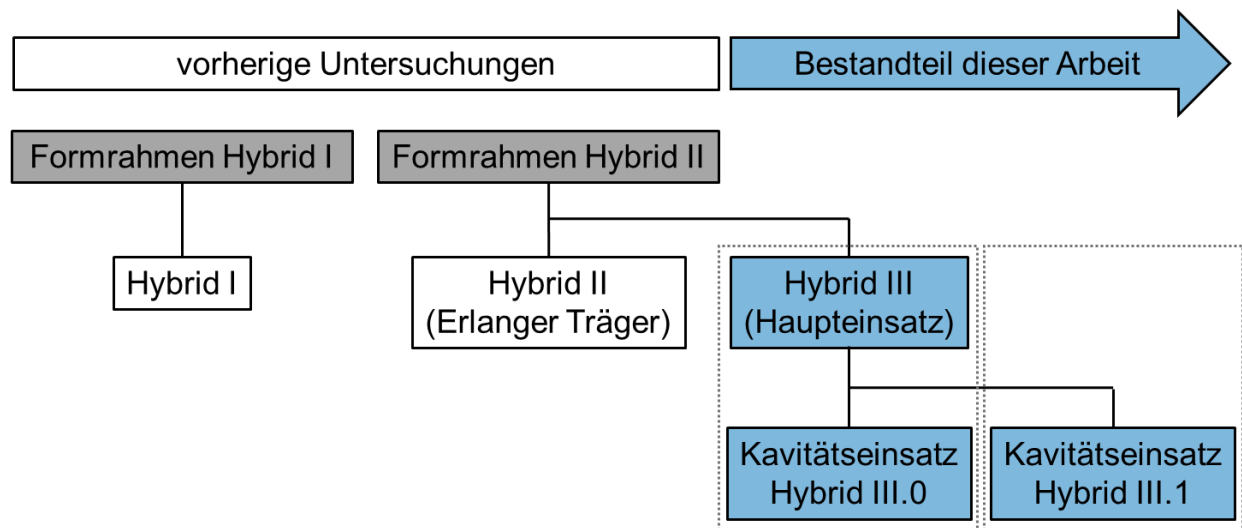 vorherige Untersuchungen
Bestandteil dieser Arbeit
Formrahmen Hybrid I
Formrahmen Hybrid II
Hybrid I
Hybrid II
(Erlanger Träger)
Hybrid III
(Haupteinsatz)
Kavitätseinsatz
Hybrid III.0
Kavitätseinsatz
Hybrid III.1